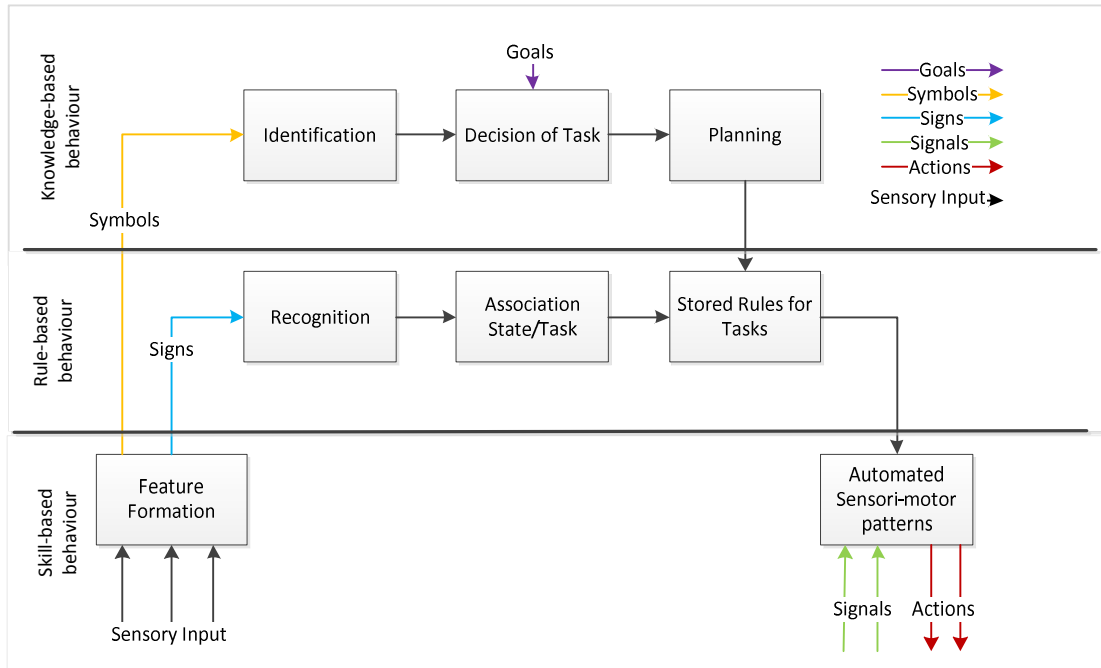 Knowledge-based
behaviour
Goals
Identification
Decision of Task
Planning
Goals
Symbols
Signs
Signals
Actions
Sensory Input
Symbols
Rule-based
behaviour
Signs
Recognition
Association
State/Task
Stored Rules for
Tasks
Skill-based
behaviour
Feature
Formation
Sensory Input
Automated
Sensori-motor
patterns
Signals
Actions